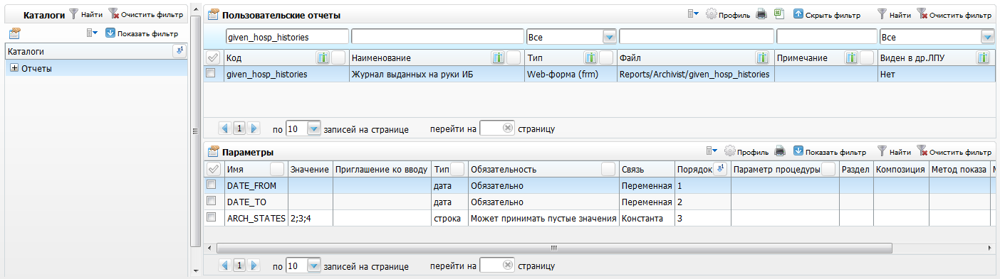 Каталоги Найти Очистить фильтр
Показать фильтр
Каталоги
Отчеты
Пользовательские отчеты Профиль Скрыть фильтр Найти Очистить фильтр
given_hosp_histories Все Все
Код Наименование Тип Файл Примечание Виден в др.ЛПУ
given_hosp_histories Журнал выданных на руки ИБ Web-форма (frm) Reports/Archivist/given_hosp_histories Нет
1 по 10 записей на странице перейти на страницу
Параметры Профиль Показать фильтр Найти Очистить фильтр
Имя Значение Приглашение ко вводу Тип Обязательность Связь Порядок Параметр процедуры Раздел Композиция Метод показа
DATE_FROM дата Обязательно Переменная 1
DATE_TO дата Обязательно Переменная 2
ARCH_STATES 2;3;4 строка Может принимать пустые значения Константа 3
1 по 10 записей на странице перейти на страницу